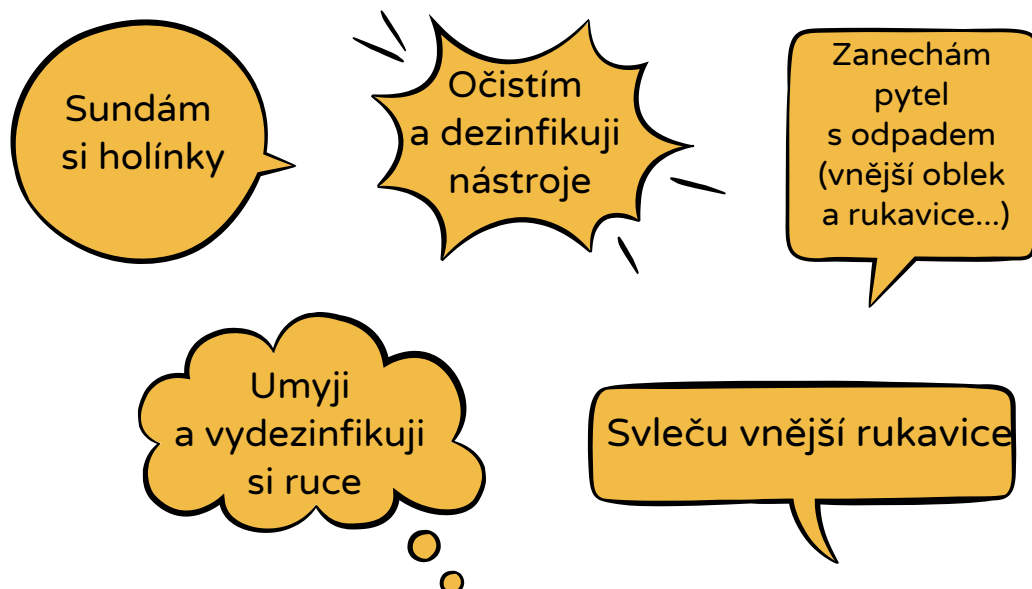 Sundám
si holínky
Očistím
a dezinfikuji
nástroje
Zanechám
pytel
s odpadem
(vnější oblek
a rukavice...)
Umyji
a vydezinfikuji
si ruce
Svleču vnější rukavice